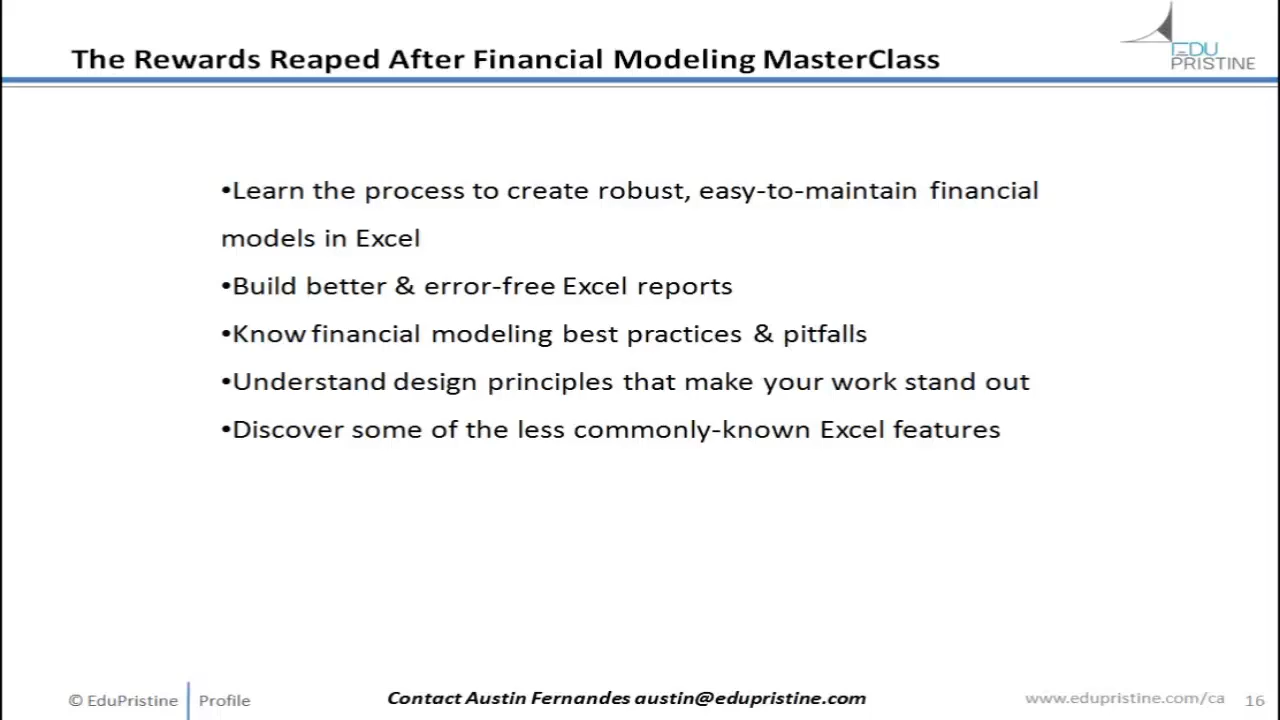 The Rewards Reaped After Financial Modeling MasterClass
EDU
PRISTINE
•Learn the process to create robust, easy-to-maintain financial
models in Excel
•Build better & error-free Excel reports
•Know financial modeling best practices & pitfalls
•Understand design principles that make your work stand out
•Discover some of the less commonly-known Excel features
© EduPristine Profile Contact Austin Fernandes austin@edupristine.com www.edupristine.com/ca 16